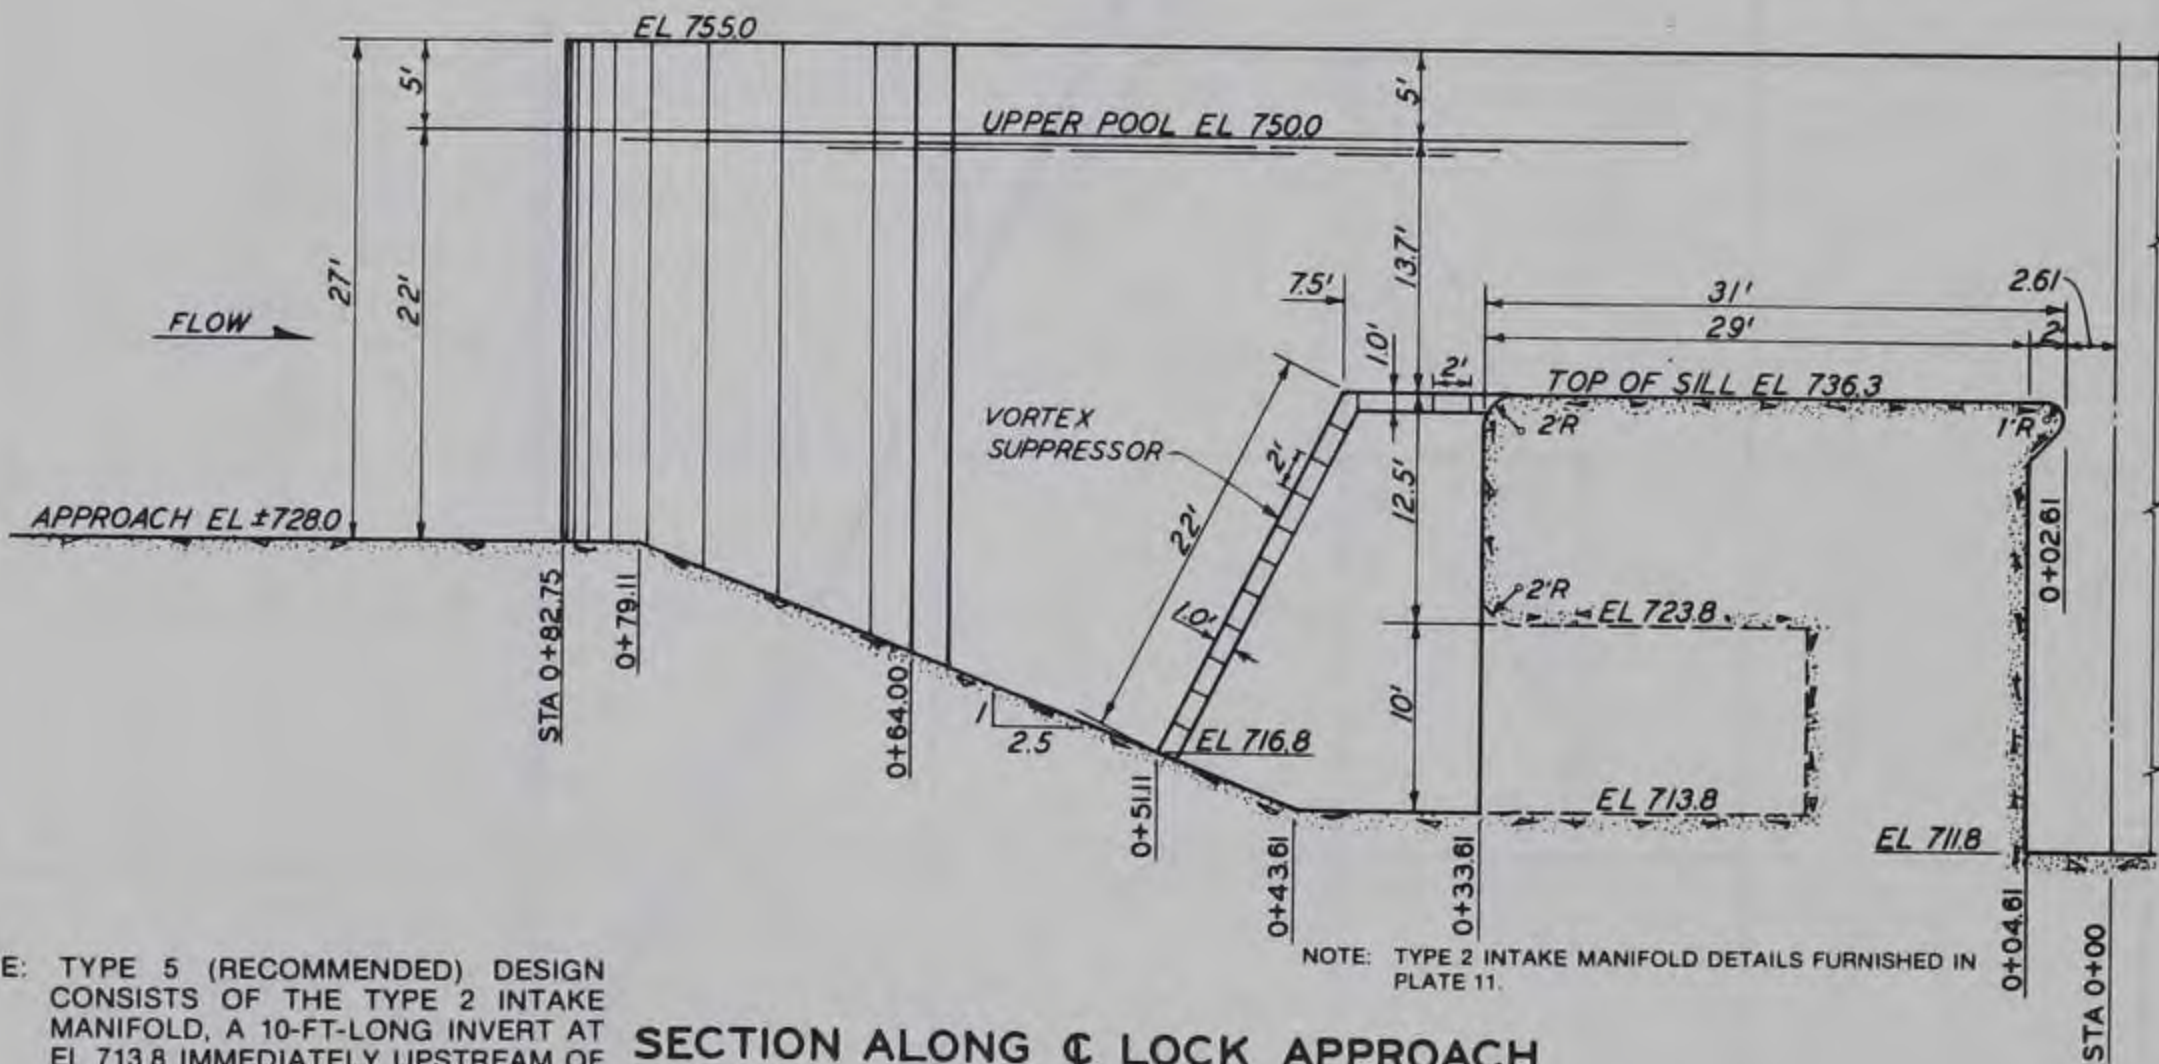 EL 755.0
5'
5'
UPPER POOL EL 750.0
27'
22'
13.7'
FLOW
7.5'
31'
2.61
29'
2'
1.0'
2'
TOP OF SILL EL 736.3
VORTEX
SUPPRESSOR
2'R
1'R
2'
22'
12.5'
APPROACH EL ±728.0
1.0'
2'R
EL 723.8
STA 0+82.75
0+79.11
0+64.00
1
2.5
EL 716.8
10'
EL 713.8
0+02.61
EL 711.8
0+51.11
0+43.61
0+33.61
0+04.61
STA 0+00
NOTE: TYPE 2 INTAKE MANIFOLD DETAILS FURNISHED IN
PLATE 11.
E: TYPE 5 (RECOMMENDED) DESIGN
CONSISTS OF THE TYPE 2 INTAKE
MANIFOLD, A 10-FT-LONG INVERT AT
EL 713.8 IMMEDIATELY UPSTREAM OF
SECTION ALONG ℄ LOCK APPROACH